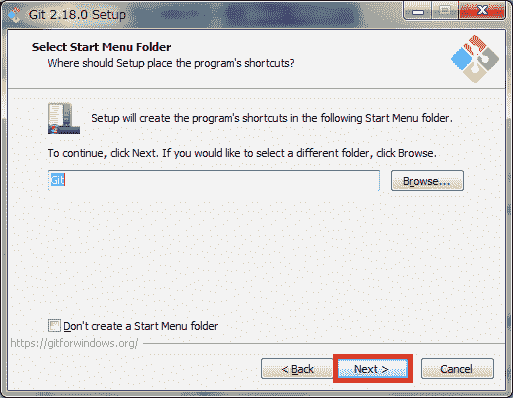 Git 2.18.0 Setup
Select Start Menu Folder
Where should Setup place the program's shortcuts?
Setup will create the program's shortcuts in the following Start Menu folder.
To continue, click Next. If you would like to select a different folder, click Browse.
Git
Browse...
Don't create a Start Menu folder
https://gitforwindows.org/
< Back
Next >
Cancel